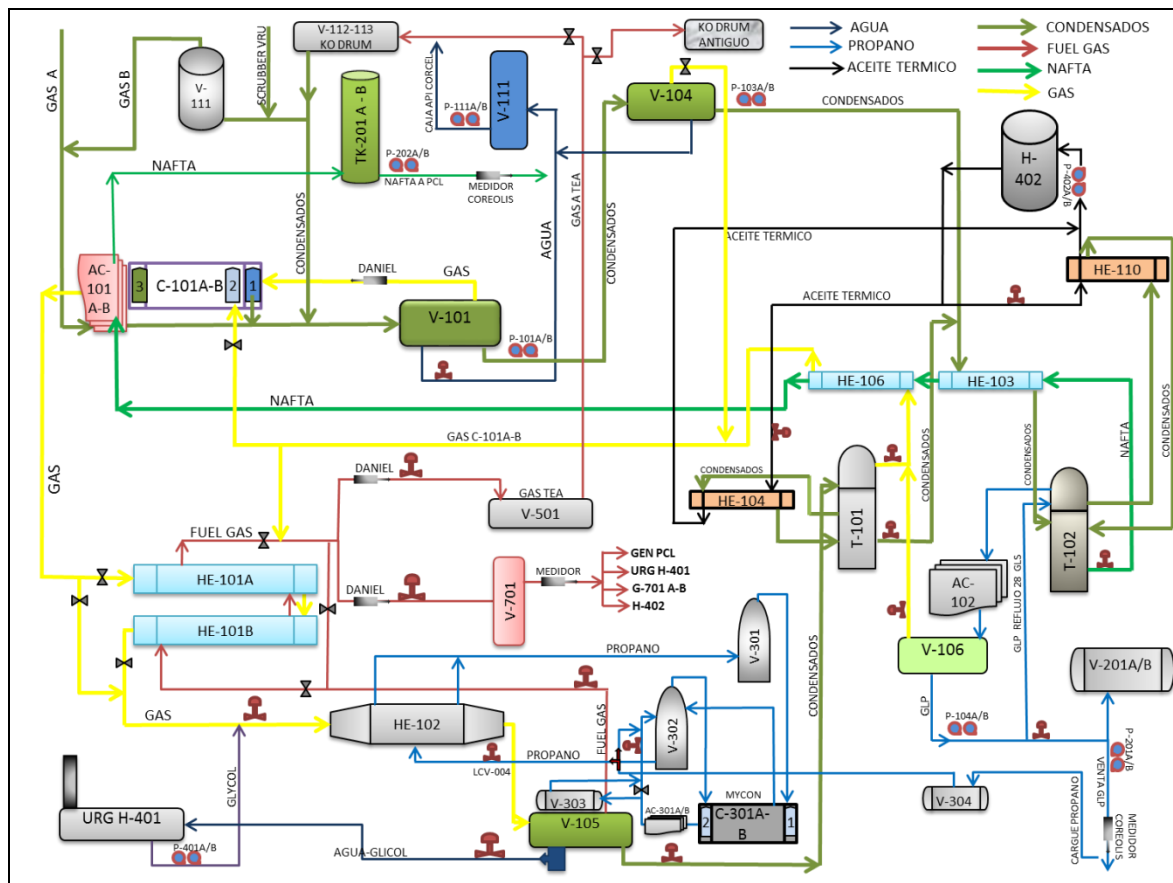 GAS A
GAS B
V-
111
SCRUBBER VRU
V-112-113
KO DRUM
TK-201 A - B
CAJA API CORCEL
P-111A/B
V-111
KO DRUM
ANTIGUO
V-104
P-103A/B
CONDENSADOS
AGUA
PROPANO
ACEITE TERMICO
CONDENSADOS
FUEL GAS
NAFTA
GAS
H-
402
P-402A/B
NAFTA
P-202A/B
NAFTA A PCL
MEDIDOR
COREOLIS
GAS A TEA
AGUA
CONDENSADOS
CONDENSADOS
ACEITE TERMICO
HE-110
AC-
101
A-B
3
C-101A-B
2
1
DANIEL
GAS
V-101
P-101A/B
ACEITE TERMICO
HE-106
HE-103
NAFTA
GAS C-101A-B
CONDENSADOS
CONDENSADOS
NAFTA
CONDENSADOS
GAS
DANIEL
GAS TEA
V-501
CONDENSADOS
HE-104
T-101
T-102
FUEL GAS
HE-101A
HE-101B
DANIEL
V-701
MEDIDOR
GEN PCL
URG H-401
G-701 A-B
H-402
AC-
102
GLP REFLUJO 28 GLS
V-106
V-201A/B
PROPANO
V-301
CONDENSADOS
GLP
P-104A/B
P-201A/B
GAS
HE-102
FUEL GAS
V-302
PROPANO
LCV-004
GLYCOL
V-303
MYCON
AC-301A/B
2
C-301A-
B
1
V-304
CARGUE PROPANO
VENTA GLP
MEDIDOR
COREOLIS
URG H-401
P-401A/B
AGUA-GLICOL
V-105